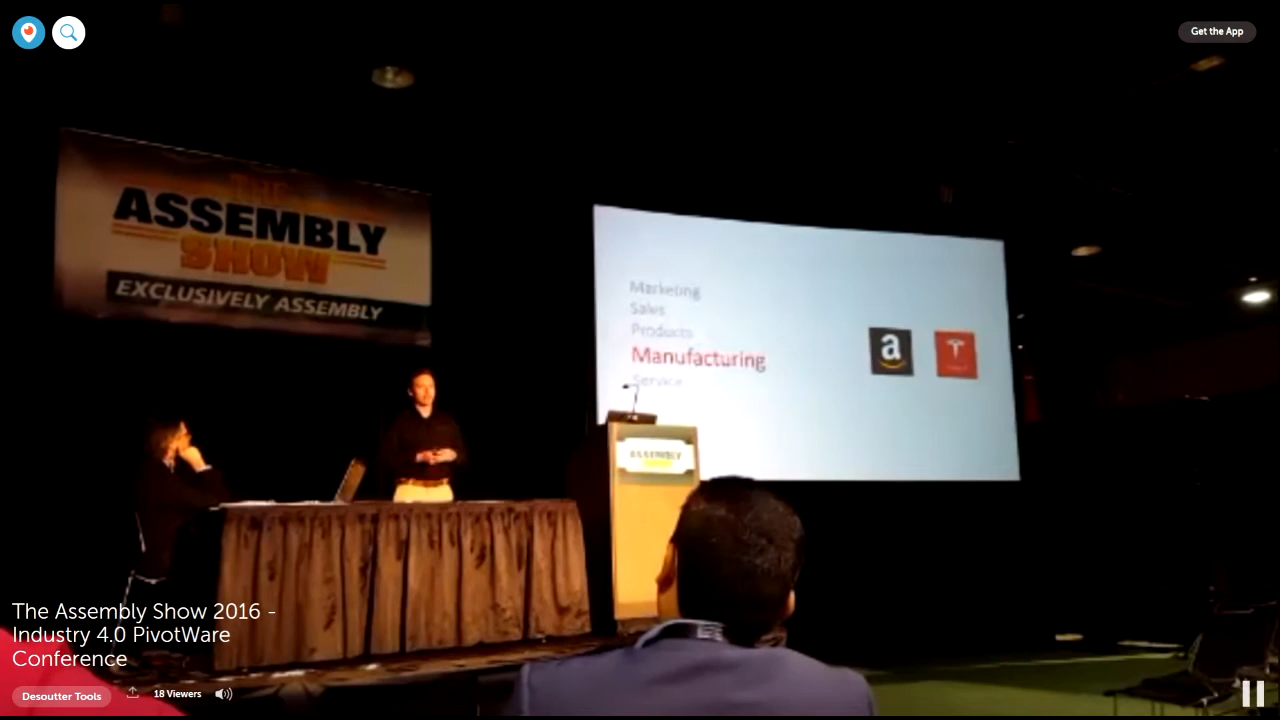 Get the App
THE
ASSEMBLY
SHOW
EXCLUSIVELY ASSEMBLY
Marketing
Sales
Products
Manufacturing
Service
a
T
ASSEMBLY
The Assembly Show 2016 -
Industry 4.0 PivotWare
Conference
Desoutter Tools
18 Viewers